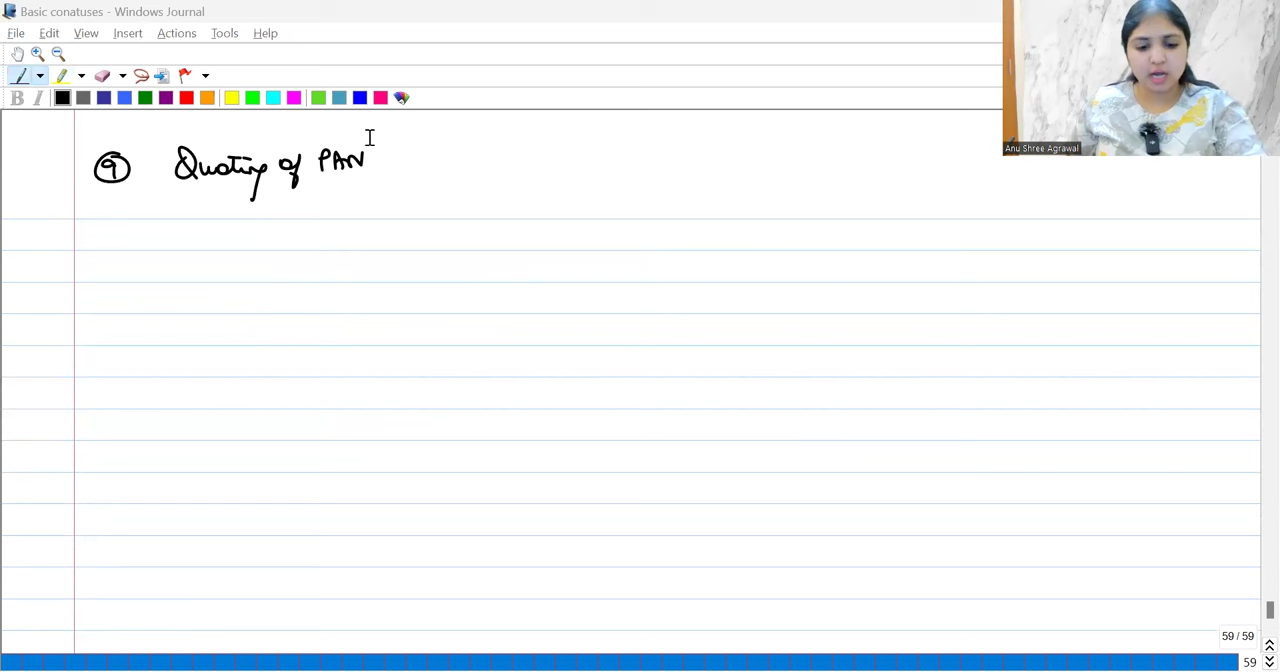 Basic conatuses - Windows Journal
File Edit View Insert Actions Tools Help
B I
Anu Shree Agrawal
9 Quoting of PAN
59 / 59
59